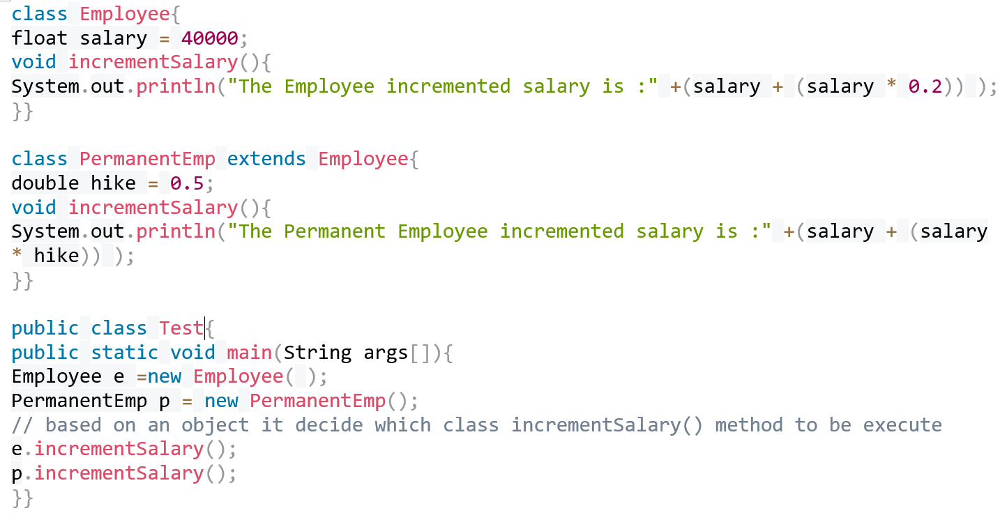 class Employee{
float salary = 40000;
void incrementSalary(){
System.out.println("The Employee incremented salary is :" +(salary + (salary * 0.2)) );
}}
class PermanentEmp extends Employee{
double hike = 0.5;
void incrementSalary(){
System.out.println("The Permanent Employee incremented salary is :" +(salary + (salary
* hike)) );
}}
public class Test{
public static void main(String args[]){
Employee e =new Employee( );
PermanentEmp p = new PermanentEmp();
// based on an object it decide which class incrementSalary() method to be execute
e.incrementSalary();
p.incrementSalary();
}}